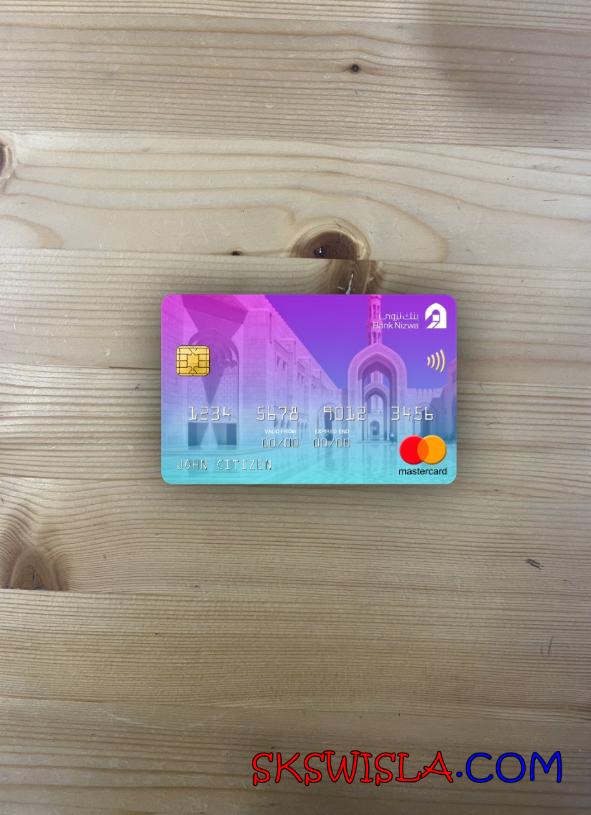 بنك نزوى
Bank Nizwa
1234 5678 9012 3456
VALID FROM EXPIRES END
00/00 00/00
JOHN CITIZEN
mastercard
SKSWISLA.COM